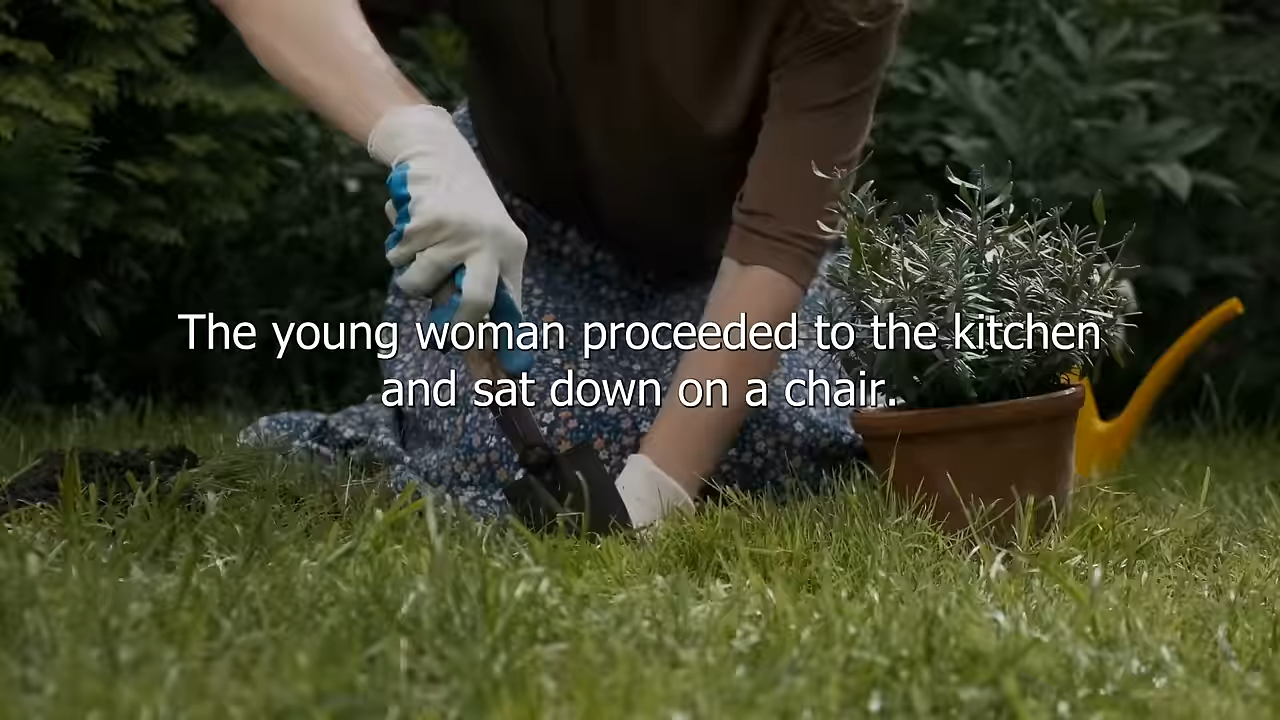 The young woman proceeded to the kitchen
and sat down on a chair.